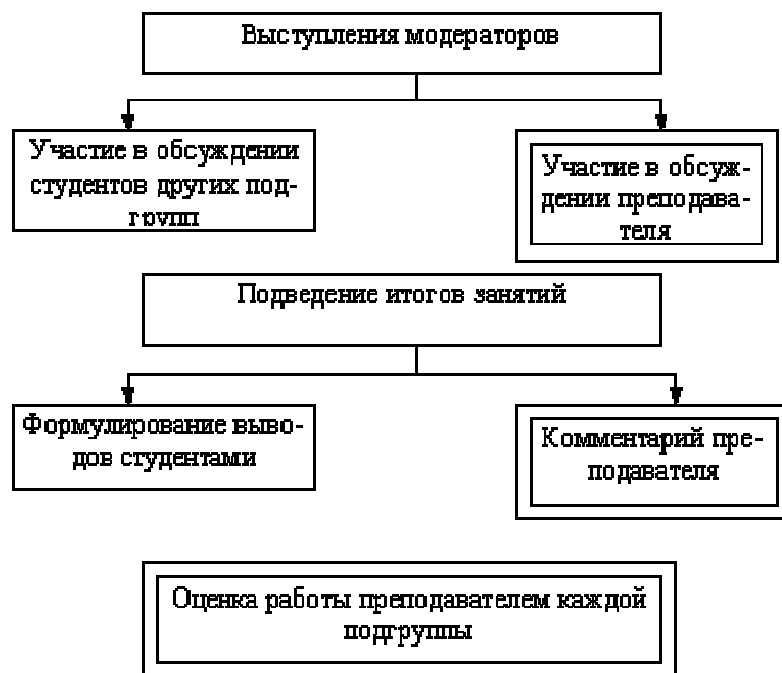 Выступления модераторов
Участие в обсуждении
студентов других под-
групп
Участие в обсуж-
дении преподава-
теля
Подведение итогов занятий
Формулирование выво-
дов студентами
Комментарий пре-
подавателя
Оценка работы преподавателем каждой
подгруппы